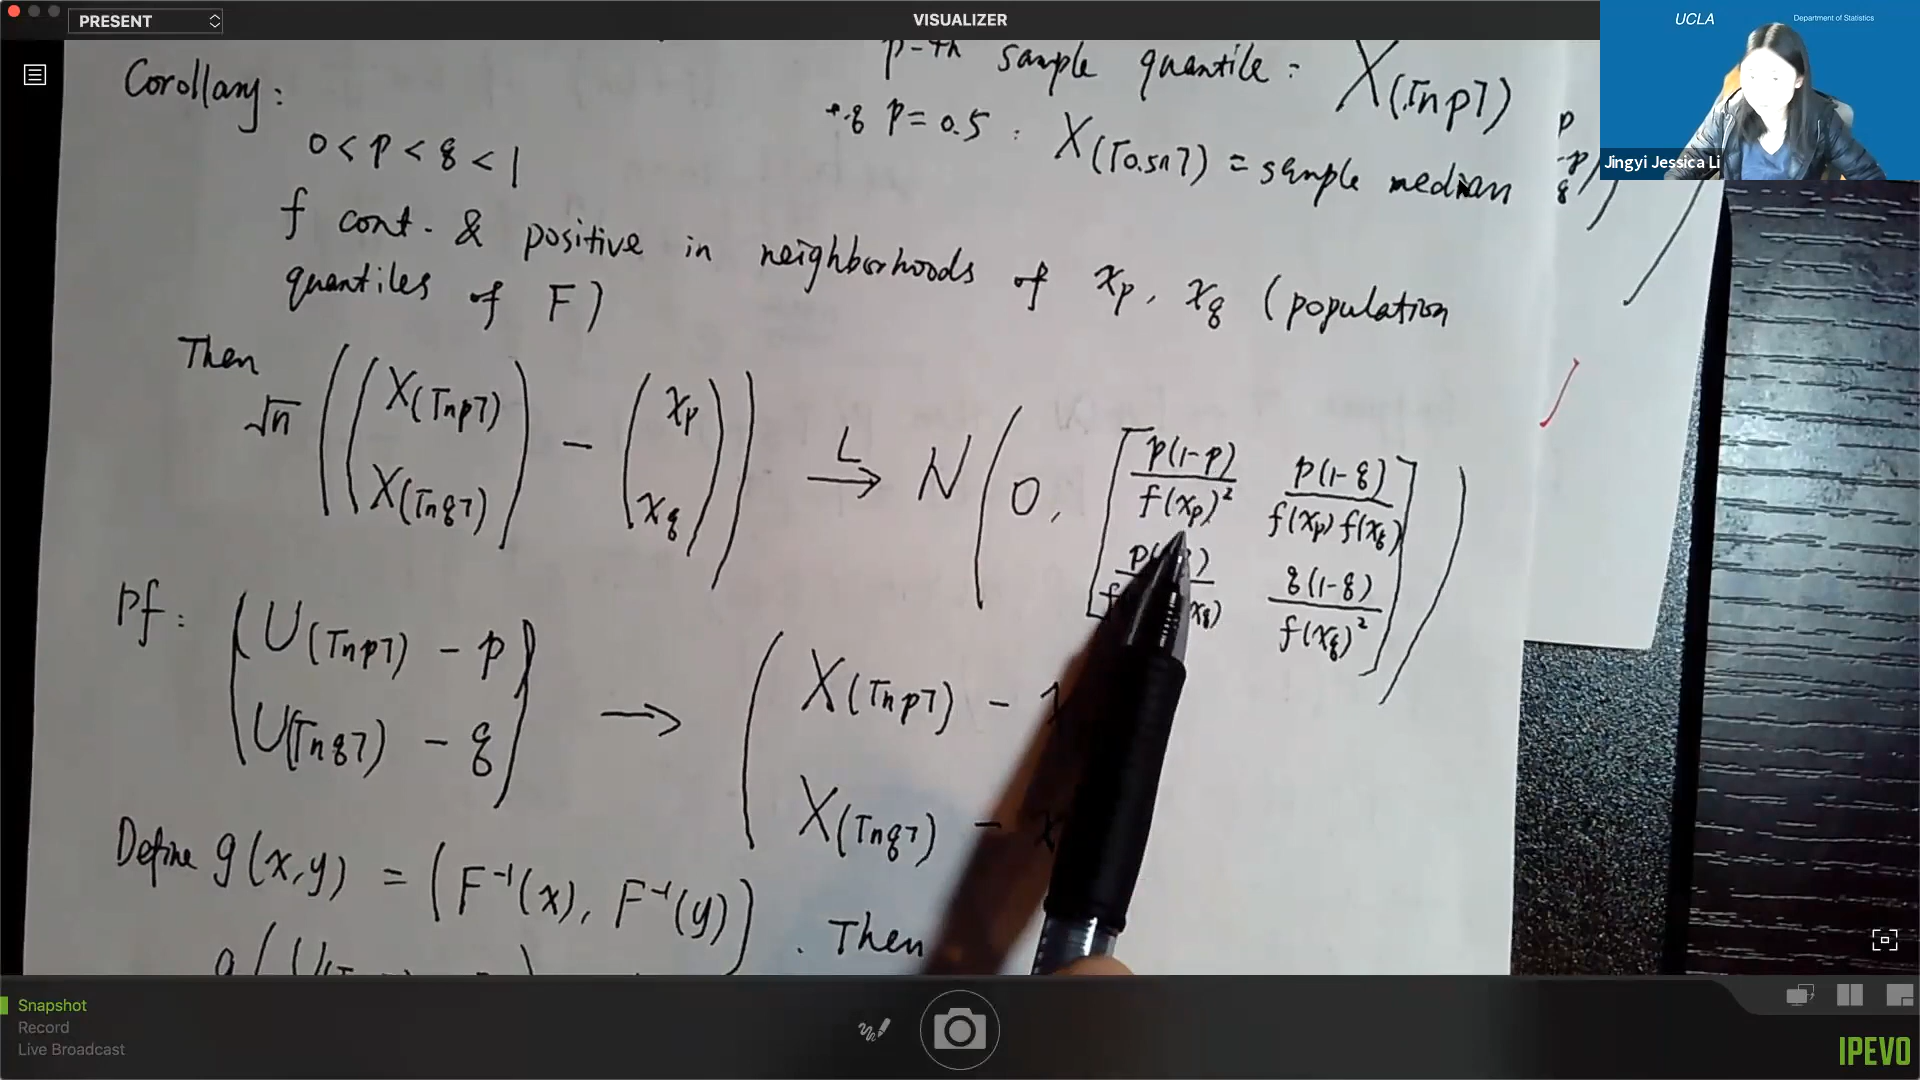 PRESENT
VISUALIZER
UCLA
Department of Statistics
Jingyi Jessica Li
p-th sample quantile : X(⌈np⌉)
p = 0.5 : X(⌈0.5n⌉) = sample median
Corollary:
0 < p < q < 1
f cont. & positive in neighborhoods of xp, xq (population
quantiles of F)
Then
√n ( ( X(⌈np⌉) X(⌈nq⌉) ) - ( xp xq ) ) →L N ( 0, [ p(1-p)/f(xp)² p(1-q)/f(xp)f(xq)
q(1-q)/f(xq)² ] )
Pf: ( U(⌈np⌉) - p → ( X(⌈np⌉) -
U(⌈nq⌉) - q ) X(⌈nq⌉) -
Define g(x,y) = (F⁻¹(x), F⁻¹(y)). Then
Snapshot
Record
Live Broadcast
IPEVO